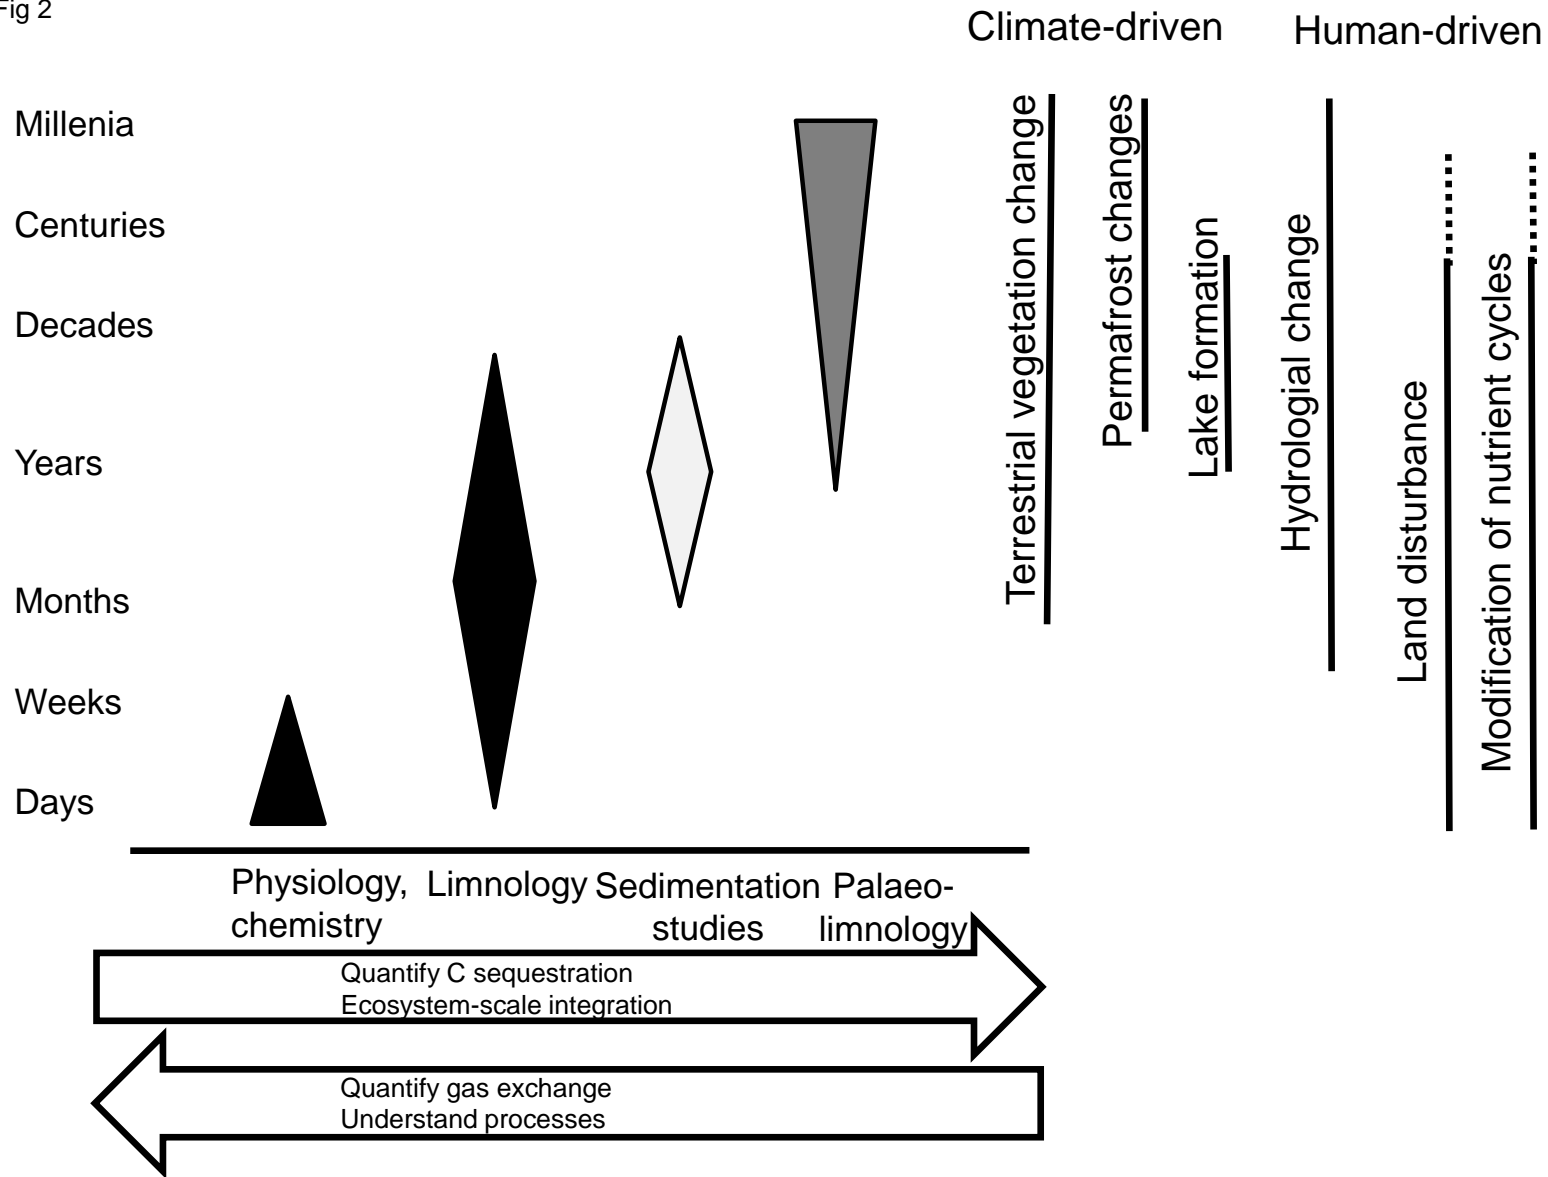 Fig 2
Climate-driven
Human-driven
Millenia
Centuries
Decades
Years
Months
Weeks
Days
Terrestrial vegetation change
Permafrost changes
Lake formation
Hydrologial change
Land disturbance
Modification of nutrient cycles
Physiology,
chemistry
Limnology
Sedimentation
studies
Palaeo-
limnology
Quantify C sequestration
Ecosystem-scale integration
Quantify gas exchange
Understand processes